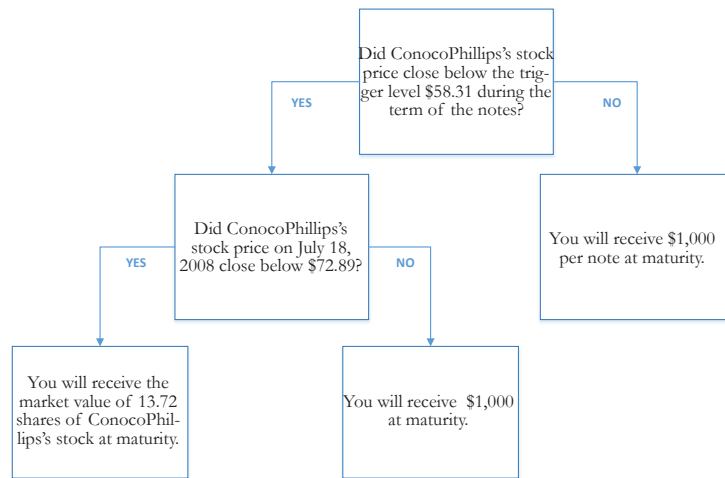 Did ConocoPhillips's stock
price close below the trig-
ger level $58.31 during the
term of the notes?
YES
NO
Did ConocoPhillips's
stock price on July 18,
2008 close below $72.89?
You will receive $1,000
per note at maturity.
YES
NO
You will receive the
market value of 13.72
shares of ConocoPhil-
lips's stock at maturity.
You will receive $1,000
at maturity.